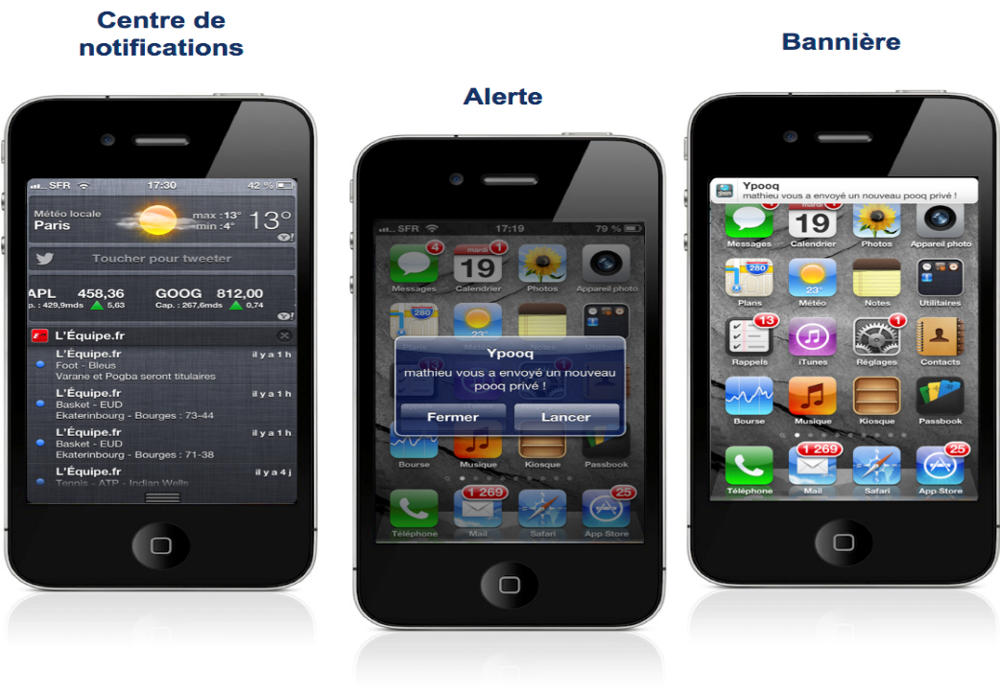 Centre de
notifications
Alerte
Bannière
SFR 17:30 42 %
Météo locale
Paris
max : 13°
min : 4°
13°
Y!
Toucher pour tweeter
APL 458,36 GOOG 812,00
p. : 429,9mds 5,63 Cap. : 267,6mds 0,74
Y!
L'Équipe.fr
L'Équipe.fr il y a 1 h
Foot - Bleus
Varane et Pogba seront titulaires
L'Équipe.fr il y a 1 h
Basket - EUD
Ekaterinbourg - Bourges : 73-44
L'Équipe.fr il y a 1 h
Basket - EUD
Ekaterinbourg - Bourges : 71-38
L'Équipe.fr il y a 4 j
Tennis - ATP - Indian Wells
SFR 17:19 79 %
4 mardi 1
19
Messages Calendrier Photos Appareil photo
280
23°
Plans Météo Notes Utilitaires
Ypooq
mathieu vous a envoyé un nouveau
pooq privé !
Fermer Lancer
Bourse Musique Kiosque Passbook
1 269 25
Téléphone Mail Safari App Store
Ypooq
mathieu vous a envoyé un nouveau pooq privé !
mardi
19
Messages Calendrier Photos Appareil photo
280
23°
Plans Météo Notes Utilitaires
13 1
Rappels iTunes Réglages Contacts
Bourse Musique Kiosque Passbook
1 269 25
Téléphone Mail Safari App Store